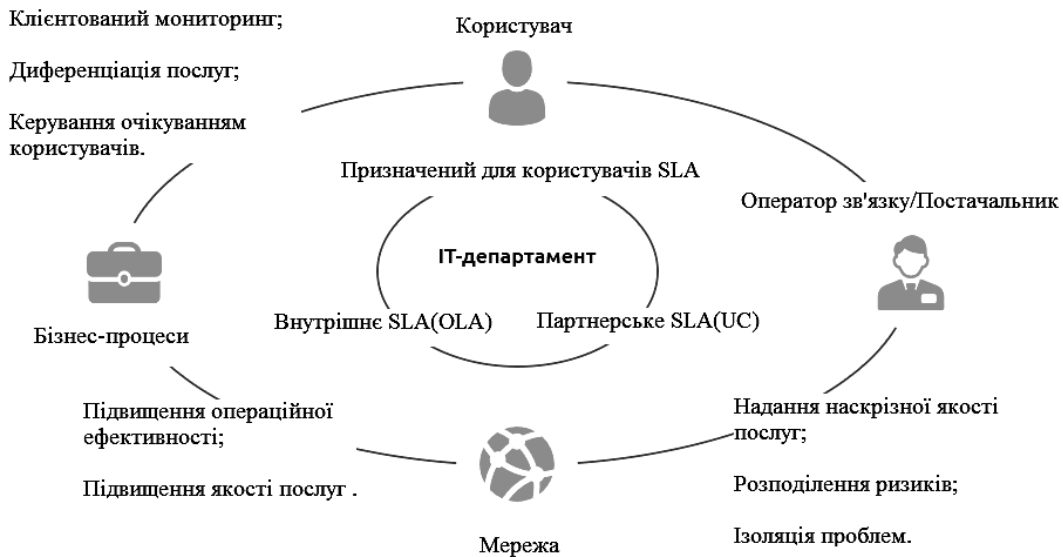 Клієнтований мониторинг;
Користувач
Диференціація послуг;
Керування очікуванням
користувачів.
Призначений для користувачів SLA
Оператор зв'язку/Постачальник
ІТ-департамент
Внутрішнє SLA(OLA)
Партнерське SLA(UC)
Бізнес-процеси
Підвищення операційної
ефективності;
Підвищення якості послуг .
Надання наскрізної якості
послуг;
Розподілення ризиків;
Ізоляція проблем.
Мережа